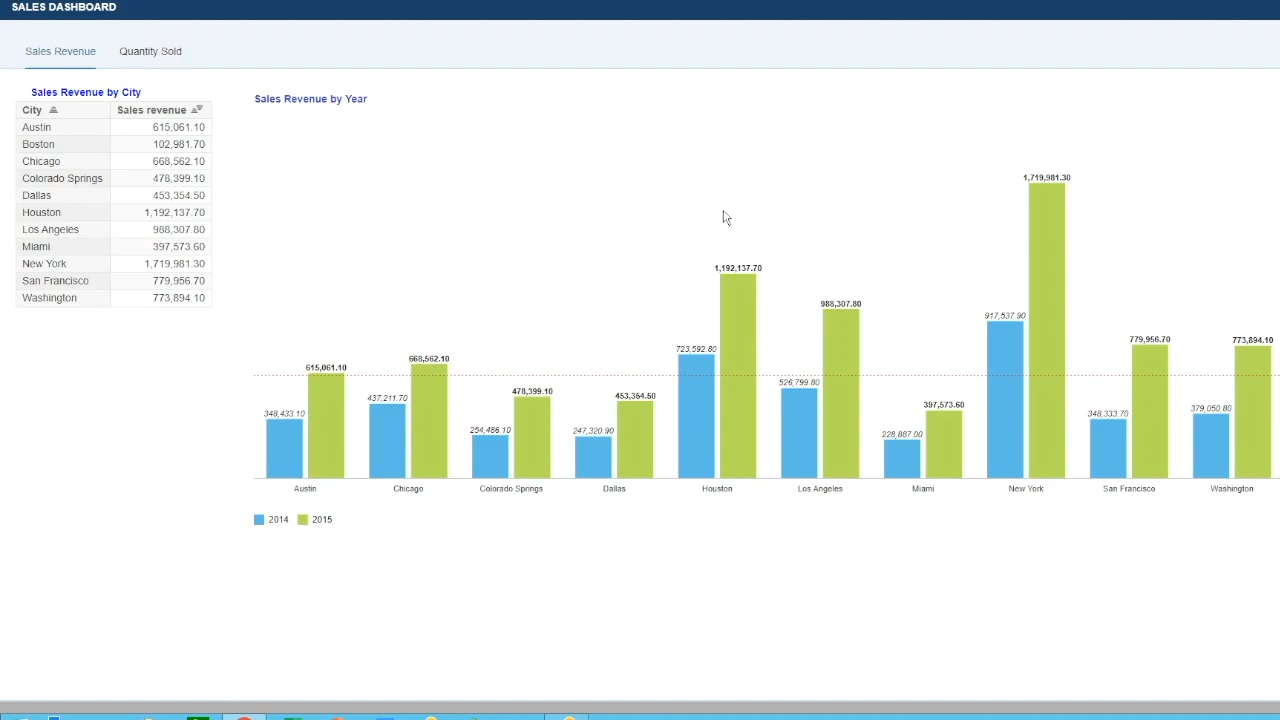 SALES DASHBOARD
Sales Revenue Quantity Sold
Sales Revenue by City
City Sales revenue
Austin 615,061.10
Boston 102,981.70
Chicago 668,562.10
Colorado Springs 478,399.10
Dallas 453,354.50
Houston 1,192,137.70
Los Angeles 988,307.80
Miami 397,573.60
New York 1,719,981.30
San Francisco 779,956.70
Washington 773,894.10
Sales Revenue by Year
1,719,981.30
1,192,137.70
988,307.80
917,537.90
723,592.80
779,956.70
773,894.10
615,061.10
668,562.10
526,799.80
478,399.10
453,354.50
437,211.70
397,573.60
348,433.10
348,333.70
379,050.80
254,486.10
247,320.90
228,887.00
Austin Chicago Colorado Springs Dallas Houston Los Angeles Miami New York San Francisco Washington
2014 2015